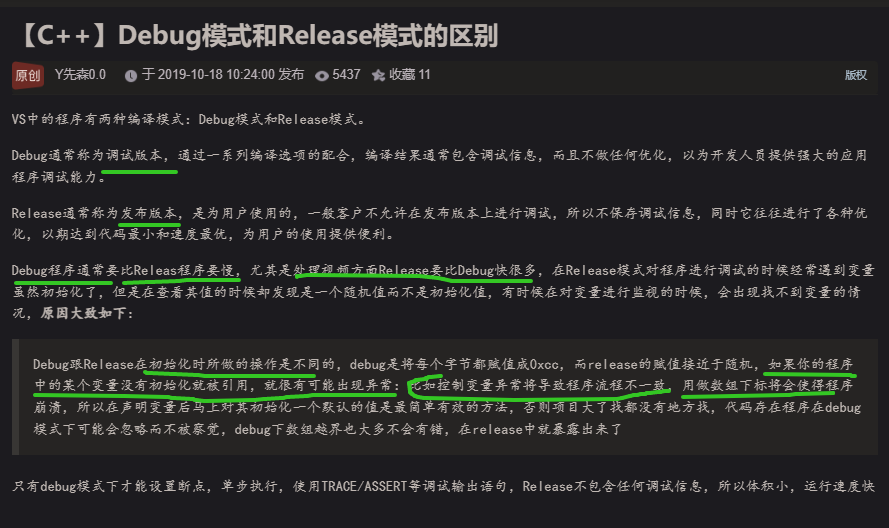 【C++】Debug模式和Release模式的区别
原创 Y先森0.0 于 2019-10-18 10:24:00 发布 5437 收藏 11 版权
VS中的程序有两种编译模式：Debug模式和Release模式。
Debug通常称为调试版本，通过一系列编译选项的配合，编译结果通常包含调试信息，而且不做任何优化，以为开发人员提供强大的应用
程序调试能力。
Release通常称为发布版本，是为用户使用的，一般客户不允许在发布版本上进行调试，所以不保存调试信息，同时它往往进行了各种优
化，以期达到代码最小和速度最优，为用户的使用提供便利。
Debug程序通常要比Releas程序要慢，尤其是处理视频方面Release要比Debug快很多，在Release模式对程序进行调试的时候经常遇到变量
虽然初始化了，但是在查看其值的时候却发现是一个随机值而不是初始化值，有时候在对变量进行监视的时候，会出现找不到变量的情
况，原因大致如下：
Debug跟Release在初始化时所做的操作是不同的，debug是将每个字节都赋值成0xcc，而release的赋值接近于随机，如果你的程序
中的某个变量没有初始化就被引用，就很有可能出现异常：比如控制变量异常将导致程序流程不一致，用做数组下标将会使得程序
崩溃，所以在声明变量后马上对其初始化一个默认的值是最简单有效的方法，否则项目大了找都没有地方找，代码存在程序在debug
模式下可能会忽略而不被察觉，debug下数组越界也大多不会有错，在release中就暴露出来了
只有debug模式下才能设置断点，单步执行，使用TRACE/ASSERT等调试输出语句，Release不包含任何调试信息，所以体积小，运行速度快